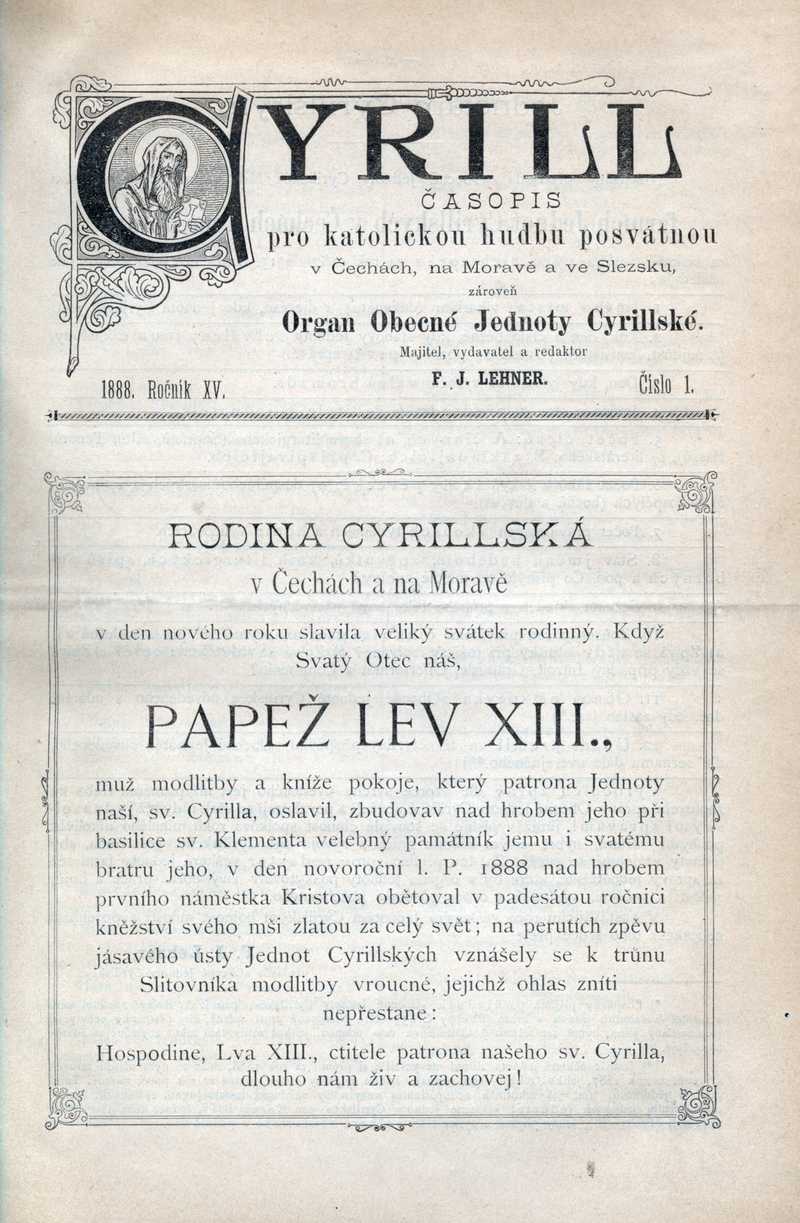 CYRILL
ČASOPIS
pro katolickou hudbu posvátnou
v Čechách, na Moravě a ve Slezsku,
zároveň
Organ Obecné Jednoty Cyrillské.
Majitel, vydavatel a redaktor
F. J. LEHNER.
1888. Ročník XV.
Číslo 1.
RODINA CYRILLSKÁ
v Čechách a na Moravě
v den nového roku slavila veliký svátek rodinný. Když
Svatý Otec náš,
PAPEŽ LEV XIII.,
muž modlitby a kníže pokoje, který patrona Jednoty
naší, sv. Cyrilla, oslavil, zbudovav nad hrobem jeho při
basilice sv. Klementa velebný památník jemu i svatému
bratru jeho, v den novoroční l. P. 1888 nad hrobem
prvního náměstka Kristova obětoval v padesátou ročnici
kněžství svého mši zlatou za celý svět; na perutích zpěvu
jásavého ústy Jednot Cyrillských vznášely se k trůnu
Slitovníka modlitby vroucné, jejichž ohlas zníti
nepřestane:
Hospodine, Lva XIII., ctitele patrona našeho sv. Cyrilla,
dlouho nám živ a zachovej!